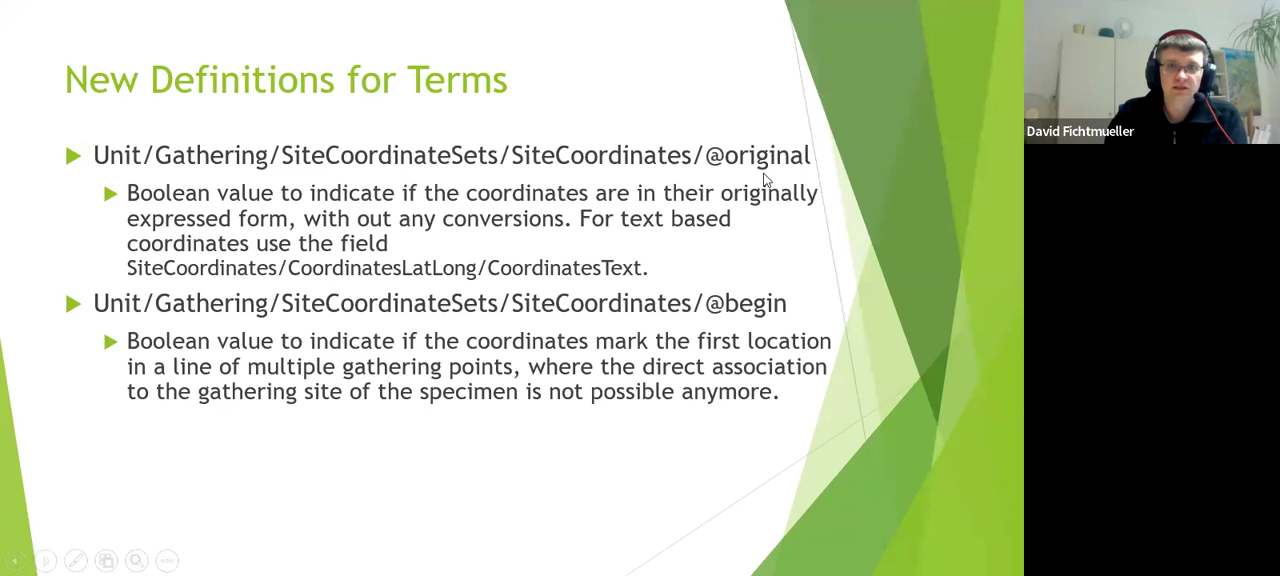 New Definitions for Terms
Unit/Gathering/SiteCoordinateSets/SiteCoordinates/@original
Boolean value to indicate if the coordinates are in their originally
expressed form, with out any conversions. For text based
coordinates use the field
SiteCoordinates/CoordinatesLatLong/CoordinatesText.
Unit/Gathering/SiteCoordinateSets/SiteCoordinates/@begin
Boolean value to indicate if the coordinates mark the first location
in a line of multiple gathering points, where the direct association
to the gathering site of the specimen is not possible anymore.
David Fichtmueller